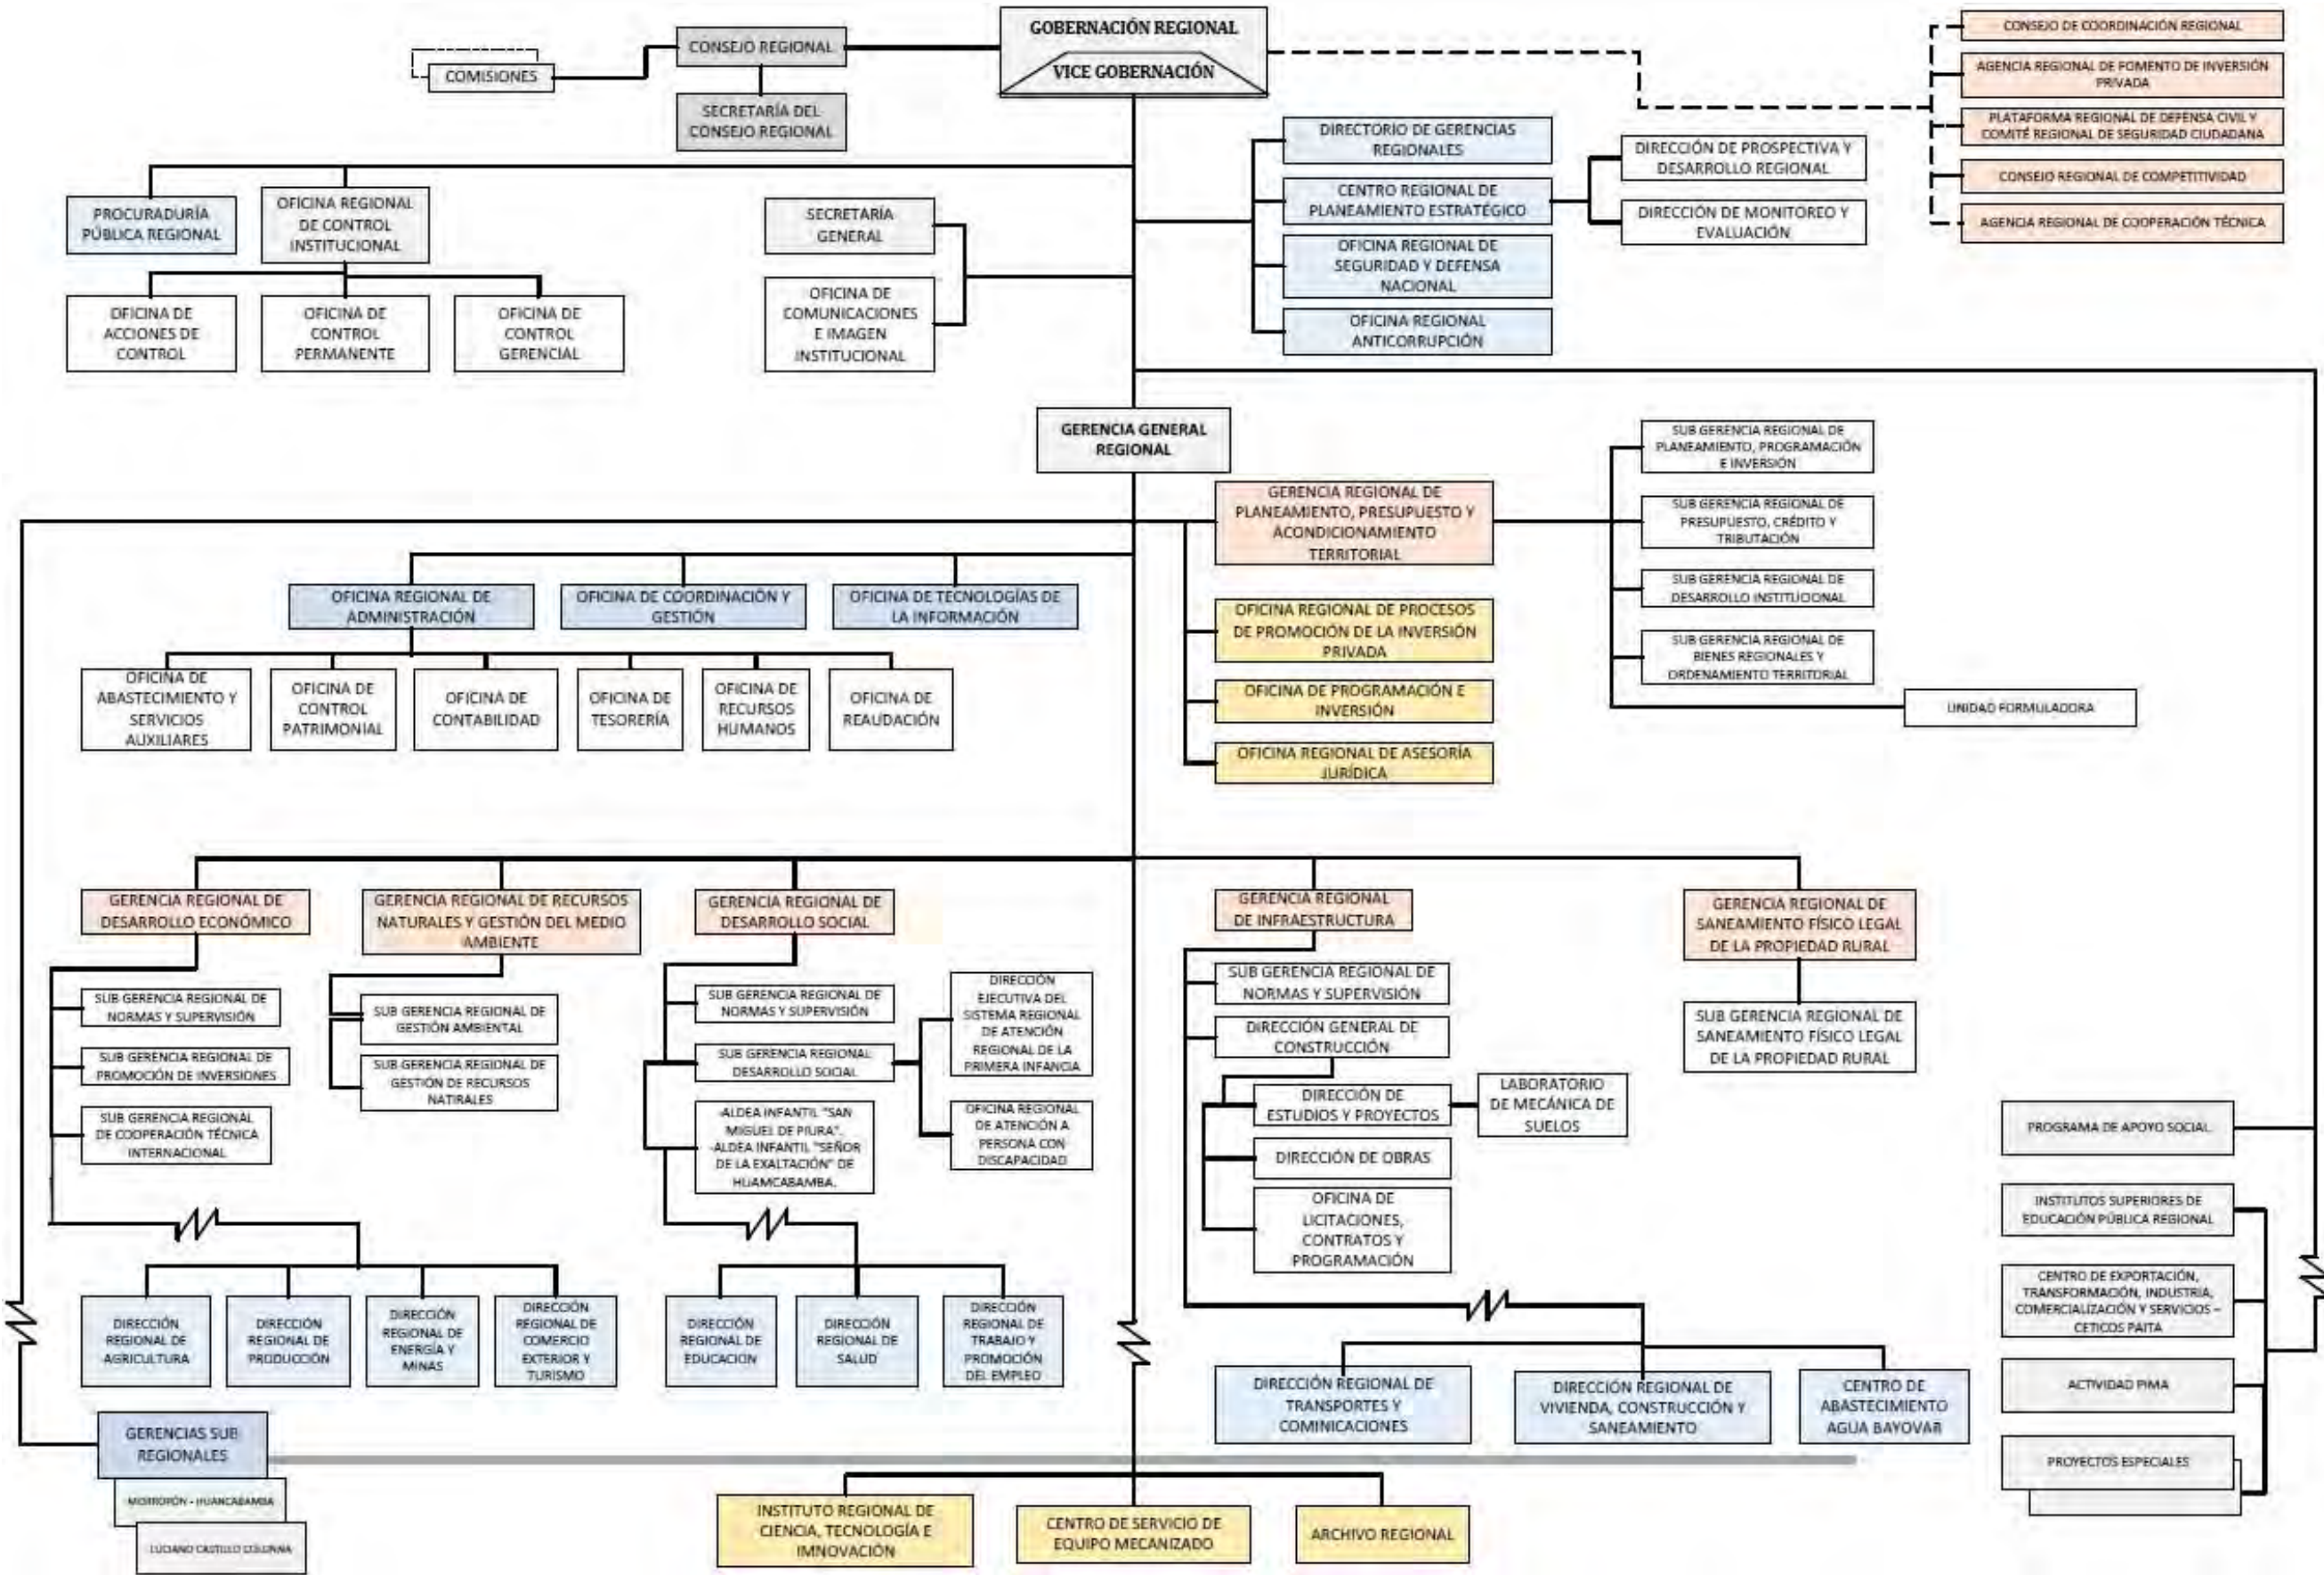 GOBERNACIÓN REGIONAL
VICE GOBERNACIÓN
CONSEJO REGIONAL
COMISIONES
SECRETARÍA DEL
CONSEJO REGIONAL
CONSEJO DE COORDINACIÓN REGIONAL
AGENCIA REGIONAL DE FOMENTO DE INVERSIÓN
PRIVADA
PLATAFORMA REGIONAL DE DEFENSA CIVIL Y
COMITÉ REGIONAL DE SEGURIDAD CIUDADANA
CONSEJO REGIONAL DE COMPETITIVIDAD
AGENCIA REGIONAL DE COOPERACIÓN TÉCNICA
DIRECTORIO DE GERENCIAS
REGIONALES
CENTRO REGIONAL DE
PLANEAMIENTO ESTRATÉGICO
OFICINA REGIONAL DE
SEGURIDAD Y DEFENSA
NACIONAL
OFICINA REGIONAL
ANTICORRUPCIÓN
DIRECCIÓN DE PROSPECTIVA Y
DESARROLLO REGIONAL
DIRECCIÓN DE MONITOREO Y
EVALUACIÓN
PROCURADURÍA
PÚBLICA REGIONAL
OFICINA REGIONAL
DE CONTROL
INSTITUCIONAL
OFICINA DE
ACCIONES DE
CONTROL
OFICINA DE
CONTROL
PERMANENTE
OFICINA DE
CONTROL
GERENCIAL
SECRETARÍA
GENERAL
OFICINA DE
COMUNICACIONES
E IMAGEN
INSTITUCIONAL
GERENCIA GENERAL
REGIONAL
GERENCIA REGIONAL DE
PLANEAMIENTO, PRESUPUESTO Y
ACONDICIONAMIENTO
TERRITORIAL
OFICINA REGIONAL DE PROCESOS
DE PROMOCIÓN DE LA INVERSIÓN
PRIVADA
OFICINA DE PROGRAMACIÓN E
INVERSIÓN
OFICINA REGIONAL DE ASESORÍA
JURÍDICA
SUB GERENCIA REGIONAL DE
PLANEAMIENTO, PROGRAMACIÓN
E INVERSIÓN
SUB GERENCIA REGIONAL DE
PRESUPUESTO, CRÉDITO Y
TRIBUTACIÓN
SUB GERENCIA REGIONAL DE
DESARROLLO INSTITUCIONAL
SUB GERENCIA REGIONAL DE
BIENES REGIONALES Y
ORDENAMIENTO TERRITORIAL
UNIDAD FORMULADORA
OFICINA REGIONAL DE
ADMINISTRACIÓN
OFICINA DE COORDINACIÓN Y
GESTIÓN
OFICINA DE TECNOLOGÍAS DE
LA INFORMACIÓN
OFICINA DE
ABASTECIMIENTO Y
SERVICIOS
AUXILIARES
OFICINA DE
CONTROL
PATRIMONIAL
OFICINA DE
CONTABILIDAD
OFICINA DE
TESORERÍA
OFICINA DE
RECURSOS
HUMANOS
OFICINA DE
REAUDACIÓN
GERENCIA REGIONAL DE
DESARROLLO ECONÓMICO
SUB GERENCIA REGIONAL DE
NORMAS Y SUPERVISIÓN
SUB GERENCIA REGIONAL DE
PROMOCIÓN DE INVERSIONES
SUB GERENCIA REGIONAL
DE COOPERACIÓN TÉCNICA
INTERNACIONAL
GERENCIA REGIONAL DE RECURSOS
NATURALES Y GESTIÓN DEL MEDIO
AMBIENTE
SUB GERENCIA REGIONAL DE
GESTIÓN AMBIENTAL
SUB GERENCIA REGIONAL DE
GESTIÓN DE RECURSOS
NATIRALES
GERENCIA REGIONAL DE
DESARROLLO SOCIAL
SUB GERENCIA REGIONAL DE
NORMAS Y SUPERVISIÓN
SUB GERENCIA REGIONAL
DESARROLLO SOCIAL
-ALDEA INFANTIL "SAN
MIGUEL DE PIURA".
-ALDEA INFANTIL "SEÑOR
DE LA EXALTACIÓN" DE
HUAMCABAMBA.
DIRECCIÓN
EJECUTIVA DEL
SISTEMA REGIONAL
DE ATENCIÓN
REGIONAL DE LA
PRIMERA INFANCIA
OFICINA REGIONAL
DE ATENCIÓN A
PERSONA CON
DISCAPACIDAD
GERENCIA REGIONAL
DE INFRAESTRUCTURA
SUB GERENCIA REGIONAL DE
NORMAS Y SUPERVISIÓN
DIRECCIÓN GENERAL DE
CONSTRUCCIÓN
DIRECCIÓN DE
ESTUDIOS Y PROYECTOS
LABORATORIO
DE MECÁNICA DE
SUELOS
DIRECCIÓN DE OBRAS
OFICINA DE
LICITACIONES,
CONTRATOS Y
PROGRAMACIÓN
GERENCIA REGIONAL DE
SANEAMIENTO FÍSICO LEGAL
DE LA PROPIEDAD RURAL
SUB GERENCIA REGIONAL DE
SANEAMIENTO FÍSICO LEGAL
DE LA PROPIEDAD RURAL
PROGRAMA DE APOYO SOCIAL
INSTITUTOS SUPERIORES DE
EDUCACIÓN PÚBLICA REGIONAL
CENTRO DE EXPORTACIÓN,
TRANSFORMACIÓN, INDUSTRIA,
COMERCIALIZACIÓN Y SERVICIOS –
CETICOS PAITA
ACTIVIDAD PIMA
PROYECTOS ESPECIALES
DIRECCIÓN
REGIONAL DE
AGRICULTURA
DIRECCIÓN
REGIONAL DE
PRODUCCIÓN
DIRECCIÓN
REGIONAL DE
ENERGÍA Y
MINAS
DIRECCIÓN
REGIONAL DE
COMERCIO
EXTERIOR Y
TURISMO
DIRECCIÓN
REGIONAL DE
EDUCACION
DIRECCIÓN
REGIONAL DE
SALUD
DIRECCIÓN
REGIONAL DE
TRABAJO Y
PROMOCIÓN
DEL EMPLEO
DIRECCIÓN REGIONAL DE
TRANSPORTES Y
COMINICACIONES
DIRECCIÓN REGIONAL DE
VIVIENDA, CONSTRUCCIÓN Y
SANEAMIENTO
CENTRO DE
ABASTECIMIENTO
AGUA BAYOVAR
GERENCIAS SUB
REGIONALES
MORROPÓN - HUANCABAMBA
LUCIANO CASTILLO COLONNA
INSTITUTO REGIONAL DE
CIENCIA, TECNOLOGÍA E
IMNOVACIÓN
CENTRO DE SERVICIO DE
EQUIPO MECANIZADO
ARCHIVO REGIONAL